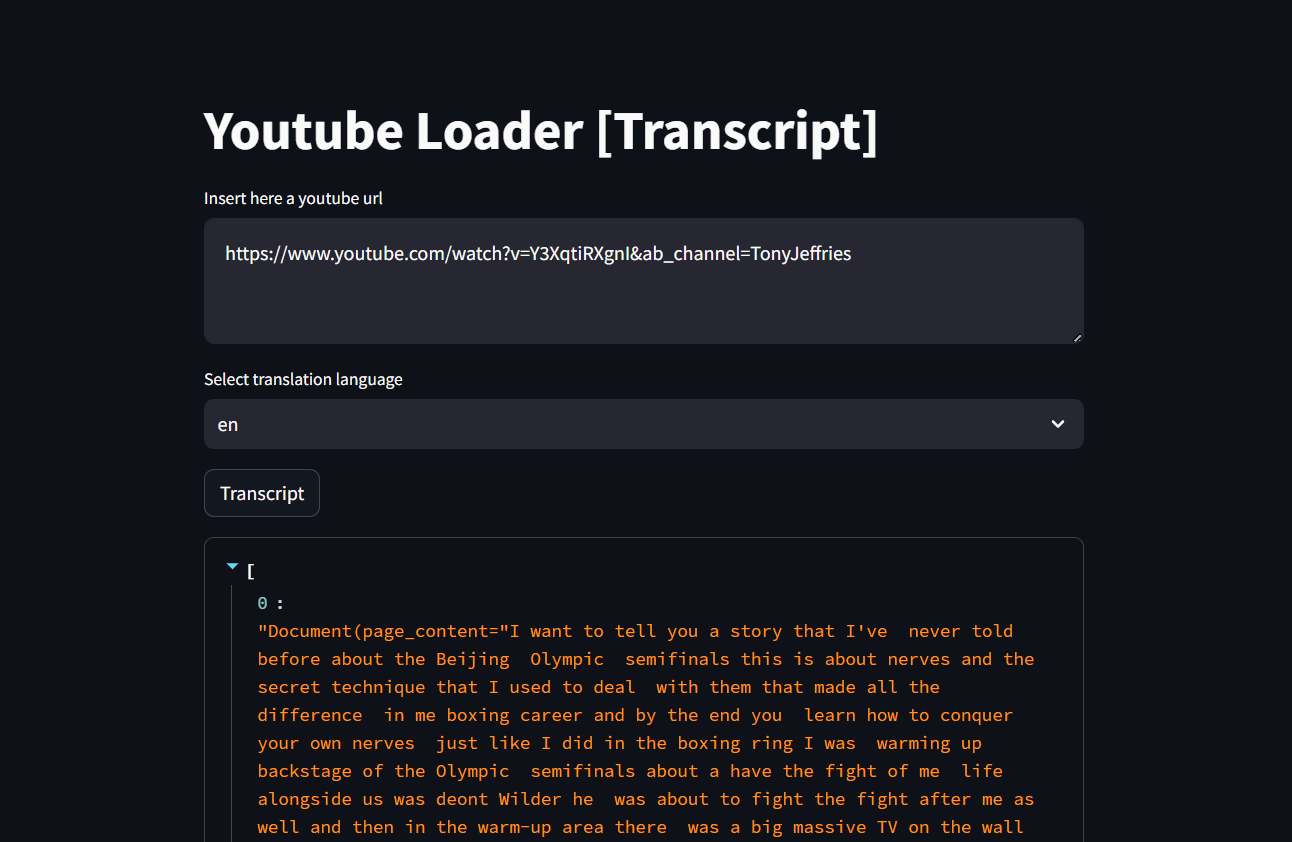 Youtube Loader [Transcript]
Insert here a youtube url
https://www.youtube.com/watch?v=Y3XqtiRXgnI&ab_channel=TonyJeffries
Select translation language
en
Transcript
[
0 :
"Document(page_content="I want to tell you a story that I've  never told
before about the Beijing  Olympic  semifinals this is about nerves and the
secret technique that I used to deal  with them that made all the
difference  in me boxing career and by the end you  learn how to conquer
your own nerves  just like I did in the boxing ring I was  warming up
backstage of the Olympic  semifinals about a have the fight of me  life
alongside us was deont Wilder he  was about to fight the fight after me as
well and then in the warm-up area there  was a big massive TV on the wall